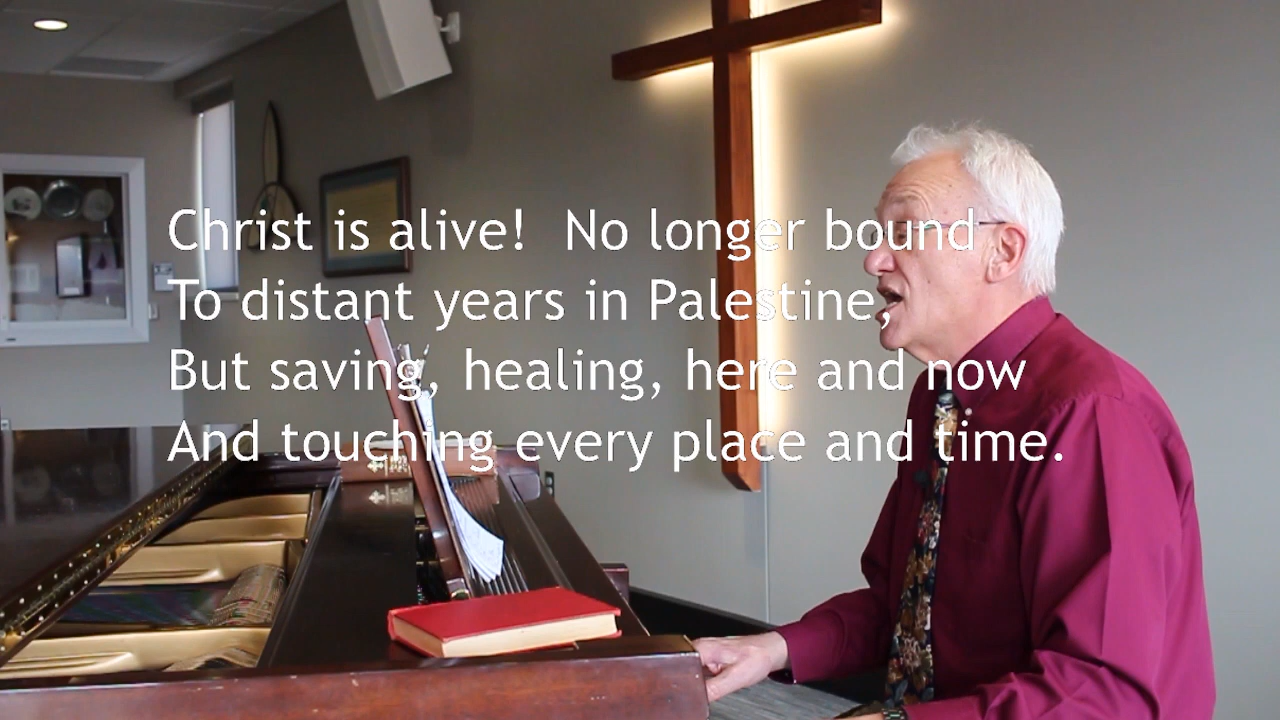 Christ is alive!  No longer bound
To distant years in Palestine,
But saving, healing, here and now
And touching every place and time.